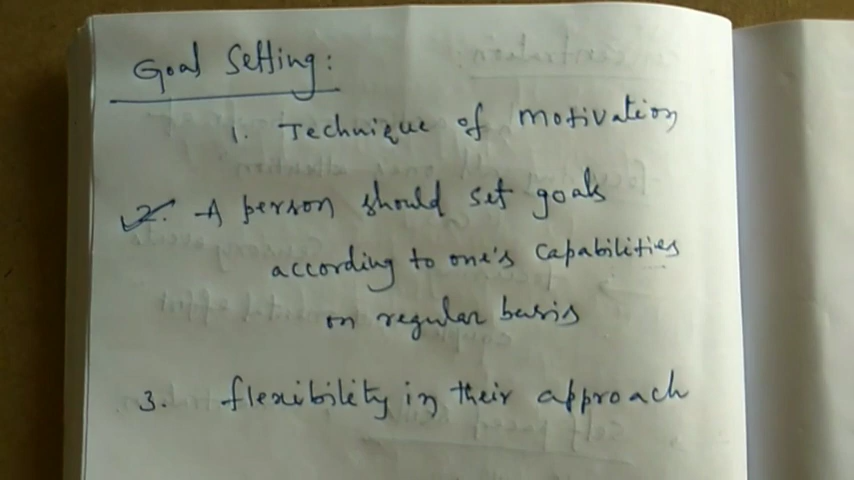 Goal Setting:
1. Technique of motivation
2. A person should set goals
according to one's capabilities
on regular basis
3. flexibility in their approach